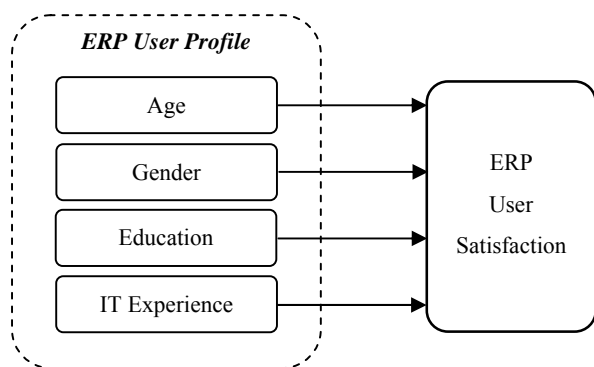 ERP User Profile
Age
Gender
Education
IT Experience
ERP
User
Satisfaction